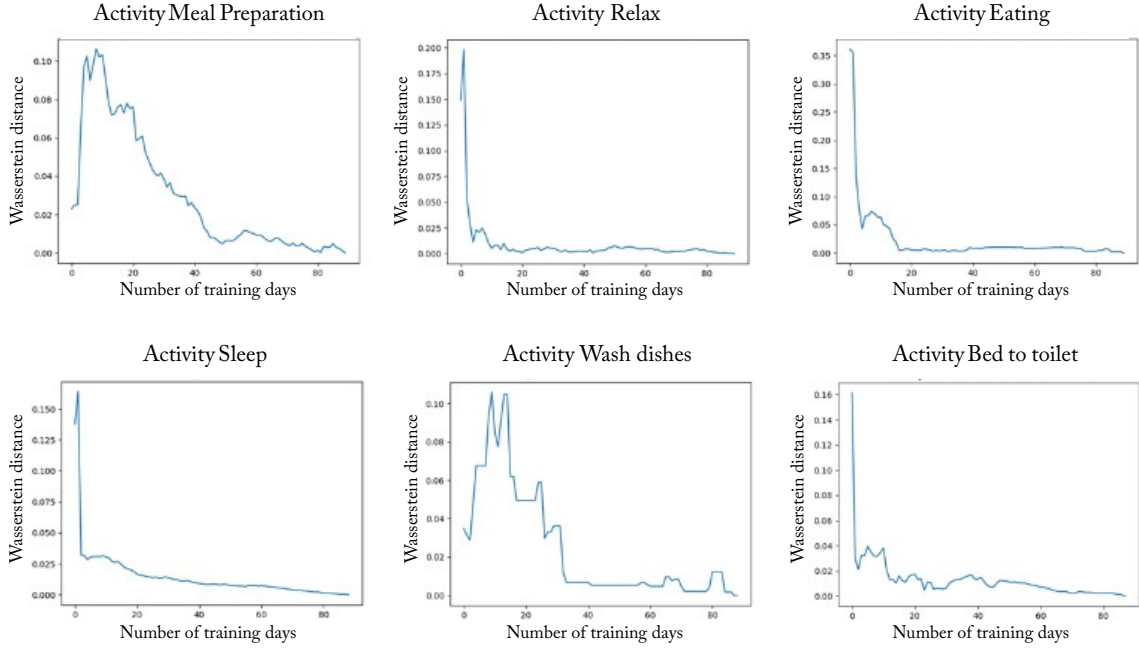 Activity Meal Preparation
Activity Relax
Activity Eating
Wasserstein distance
0.10
0.08
0.06
0.04
0.02
0.00
0 20 40 60 80
Number of training days
Wasserstein distance
0.200
0.175
0.150
0.125
0.100
0.075
0.050
0.025
0.000
0 20 40 60 80
Number of training days
Wasserstein distance
0.35
0.30
0.25
0.20
0.15
0.10
0.05
0.00
0 20 40 60 80
Number of training days
Activity Sleep
Activity Wash dishes
Activity Bed to toilet
Wasserstein distance
0.150
0.125
0.100
0.075
0.050
0.025
0.000
0 20 40 60 80
Number of training days
Wasserstein distance
0.10
0.08
0.06
0.04
0.02
0.00
0 20 40 60 80
Number of training days
Wasserstein distance
0.16
0.14
0.12
0.10
0.08
0.06
0.04
0.02
0.00
0 20 40 60 80
Number of training days